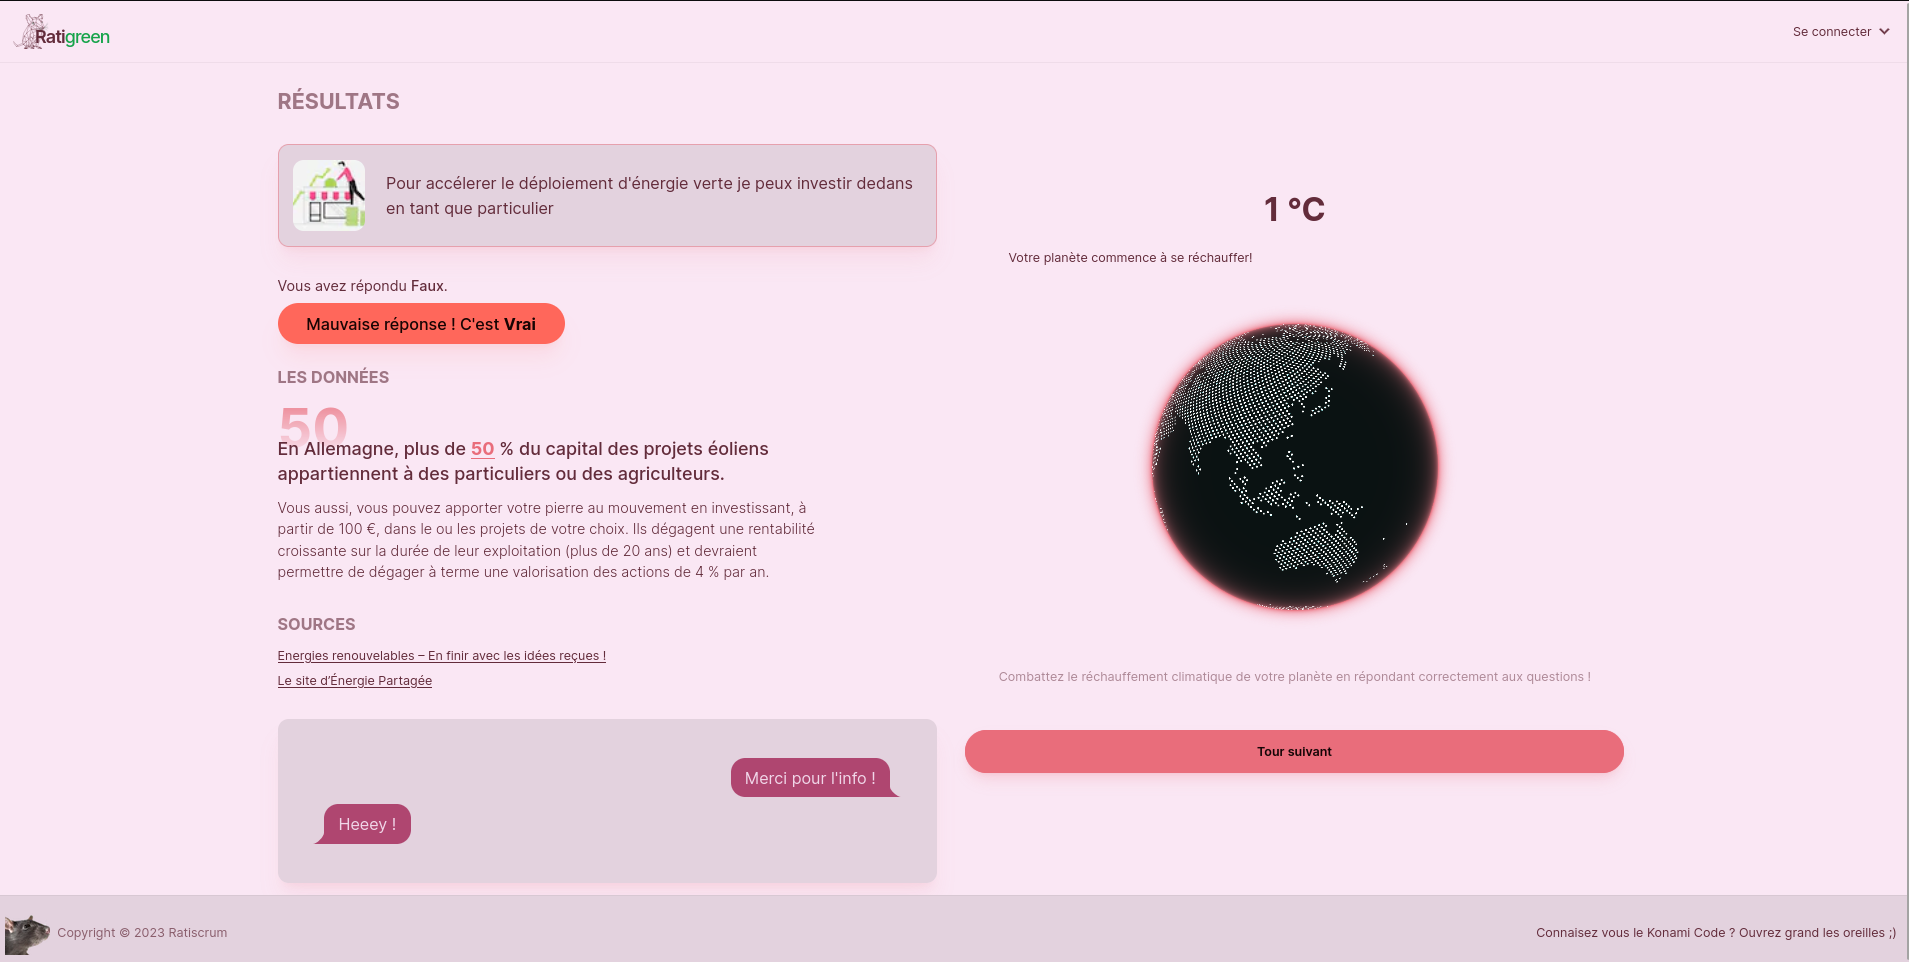 Ratigreen
Se connecter
RÉSULTATS
Pour accélerer le déploiement d'énergie verte je peux investir dedans
en tant que particulier
Vous avez répondu Faux.
Mauvaise réponse ! C'est Vrai
LES DONNÉES
50
En Allemagne, plus de 50 % du capital des projets éoliens
appartiennent à des particuliers ou des agriculteurs.
Vous aussi, vous pouvez apporter votre pierre au mouvement en investissant, à
partir de 100 €, dans le ou les projets de votre choix. Ils dégagent une rentabilité
croissante sur la durée de leur exploitation (plus de 20 ans) et devraient
permettre de dégager à terme une valorisation des actions de 4 % par an.
SOURCES
Energies renouvelables – En finir avec les idées reçues !
Le site d’Énergie Partagée
Merci pour l'info !
Heeey !
1 °C
Votre planète commence à se réchauffer!
Combattez le réchauffement climatique de votre planète en répondant correctement aux questions !
Tour suivant
Copyright © 2023 Ratiscrum
Connaisez vous le Konami Code ? Ouvrez grand les oreilles ;)